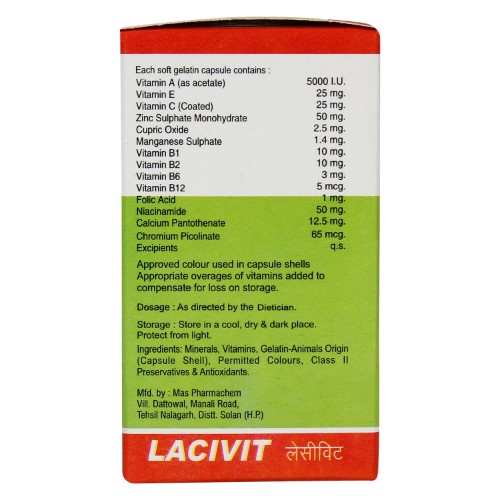 Each soft gelatin capsule contains :
Vitamin A (as acetate) 5000 I.U.
Vitamin E 25 mg.
Vitamin C (Coated) 25 mg.
Zinc Sulphate Monohydrate 50 mg.
Cupric Oxide 2.5 mg.
Manganese Sulphate 1.4 mg.
Vitamin B1 10 mg.
Vitamin B2 10 mg.
Vitamin B6 3 mg.
Vitamin B12 5 mcg.
Folic Acid 1 mg.
Niacinamide 50 mg.
Calcium Pantothenate 12.5 mg.
Chromium Picolinate 65 mcg.
Excipients q.s.
Approved colour used in capsule shells
Appropriate overages of vitamins added to
compensate for loss on storage.
Dosage : As directed by the Dietician.
Storage : Store in a cool, dry & dark place.
Protect from light.
Ingredients: Minerals, Vitamins, Gelatin-Animals Origin
(Capsule Shell), Permitted Colours, Class II
Preservatives & Antioxidants.
Mfd. by : Mas Pharmachem
Vill. Dattowal, Manali Road,
Tehsil Nalagarh, Distt. Solan (H.P.)
LACIVIT लेसीविट